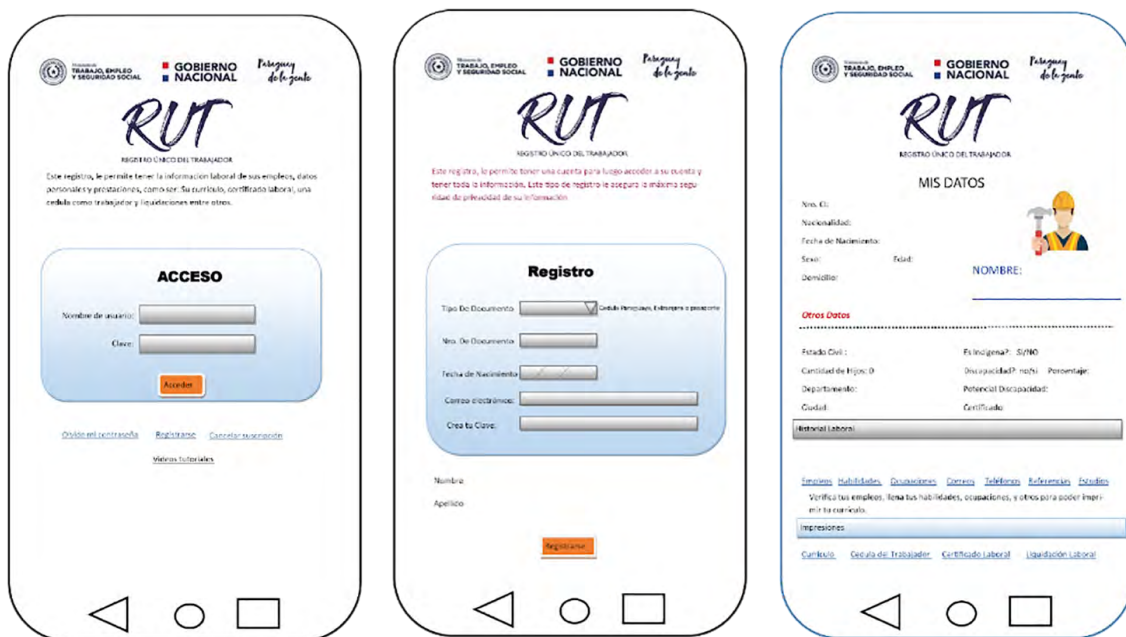 Ministerio de
TRABAJO, EMPLEO
Y SEGURIDAD SOCIAL
GOBIERNO
NACIONAL
Paraguay
de la gente
RUT
REGISTRO ÚNICO DEL TRABAJADOR
Este registro, le permite tener la información laboral de sus empleos, datos
personales y prestaciones, como ser: Su currículo, certificado laboral, una
cedula como trabajador y liquidaciones entre otros.
ACCESO
Nombre de usuario:
Clave:
Acceder
Olvide mi contraseña Registrarse Cancelar suscripción
Videos tutoriales
Ministerio de
TRABAJO, EMPLEO
Y SEGURIDAD SOCIAL
GOBIERNO
NACIONAL
Paraguay
de la gente
RUT
REGISTRO ÚNICO DEL TRABAJADOR
Este registro, le permite tener una cuenta para luego acceder a su cuenta y
tener toda la información. Este tipo de registro le asegura la máxima segu-
ridad de privacidad de su información
Registro
Tipo De Documento Cedula Paraguaya, Extranjera o pasaporte
Nro. De Documento
Fecha de Nacimiento / /
Correo electrónico:
Crea tu Clave:
Nombre
Apellido
Registrarse
Ministerio de
TRABAJO, EMPLEO
Y SEGURIDAD SOCIAL
GOBIERNO
NACIONAL
Paraguay
de la gente
RUT
REGISTRO ÚNICO DEL TRABAJADOR
MIS DATOS
Nro. CI:
Nacionalidad:
Fecha de Nacimiento:
Sexo: Edad:
Domicilio:
NOMBRE:
Otros Datos
Estado Civil : Es Indígena?: SI/NO
Cantidad de Hijos: 0 Discapacidad?: no/si Porcentaje:
Departamento: Potencial Discapacidad:
Ciudad: Certificado
Historial Laboral
Empleos Habilidades Ocupaciones Correos Teléfonos Referencias Estudios
Verifica tus empleos, llena tus habilidades, ocupaciones, y otros para poder impri-
mir tu currículo.
Impresiones
Currículo Cedula del Trabajador Certificado Laboral Liquidación Laboral